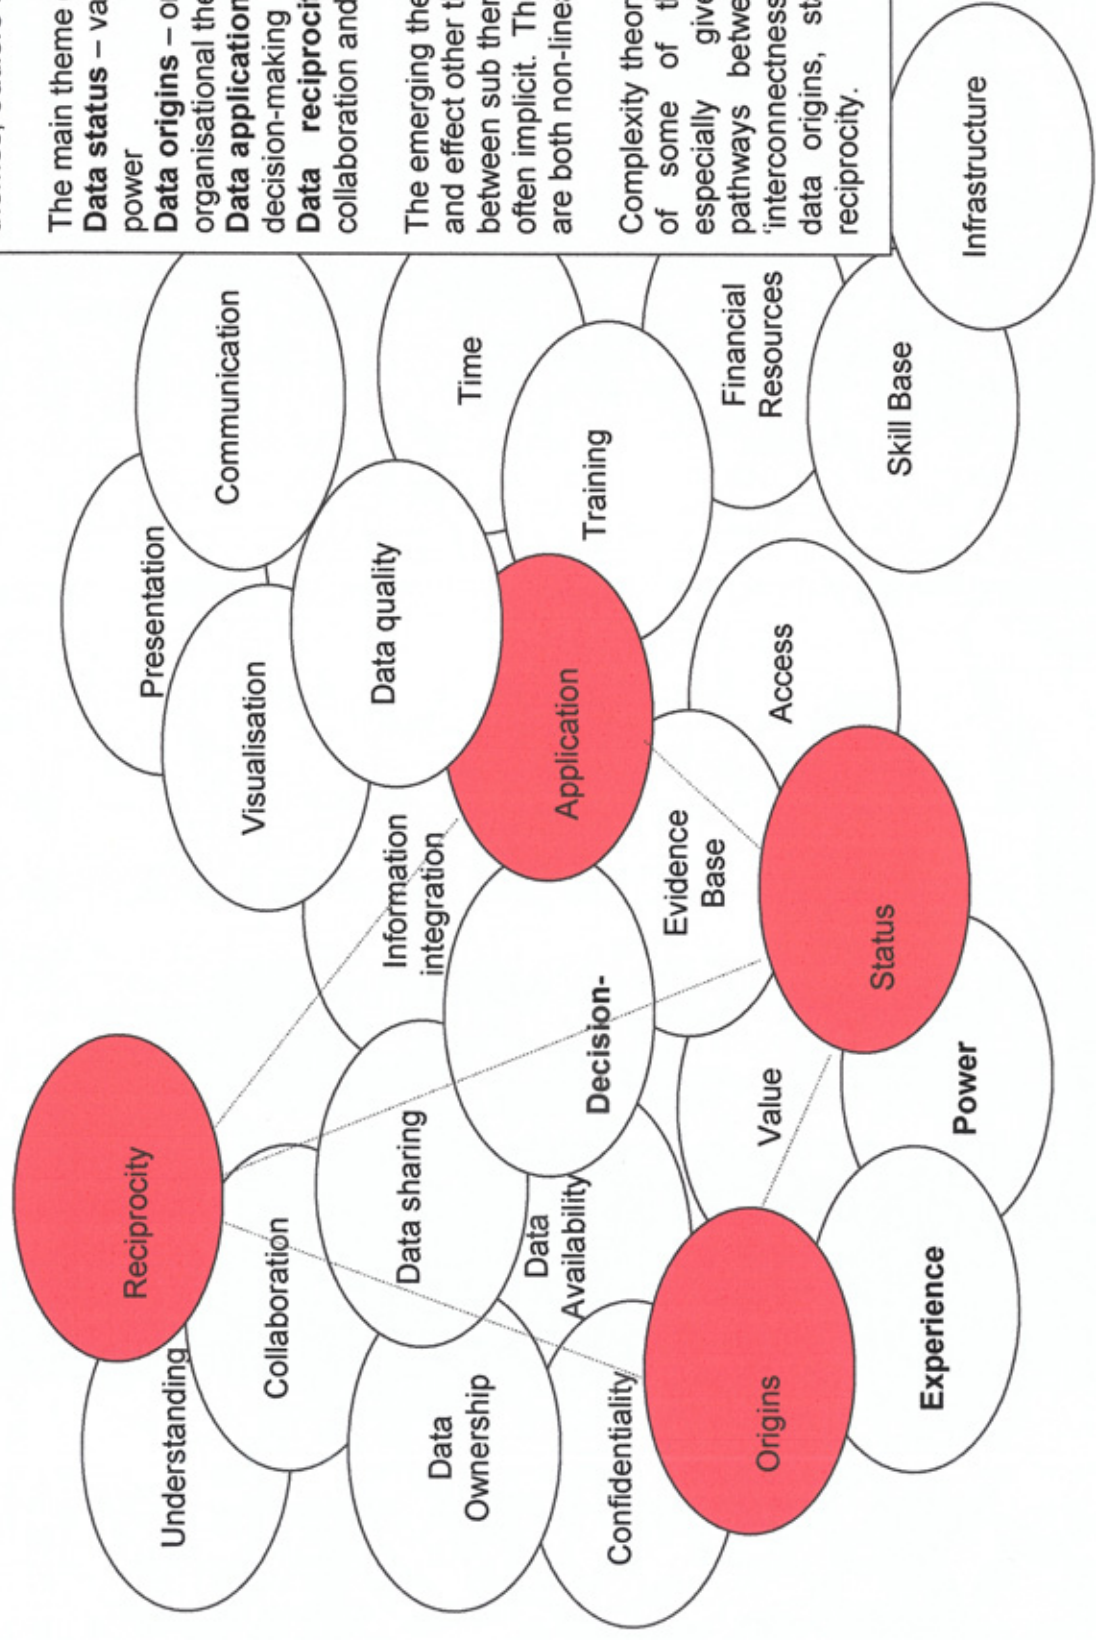 Reciprocity
Understanding
Presentation
Communication
Visualisation
Collaboration
Data quality
Information
integration
Data sharing
Data
Ownership
Time
Data
Availability
Application
Training
Decision-
Confidentiality
Evidence
Base
Financial
Resources
Origins
Value
Access
Status
Skill Base
Experience
Power
Infrastructure
The main theme
Data status – va
power
Data origins – o
organisational the
Data application
decision-making
Data reciproci
collaboration and
The emerging the
and effect other t
between sub then
often implicit. Th
are both non-linea
Complexity theor
of some of t
especially give
pathways betwe
'interconnectness
data origins, st
reciprocity.